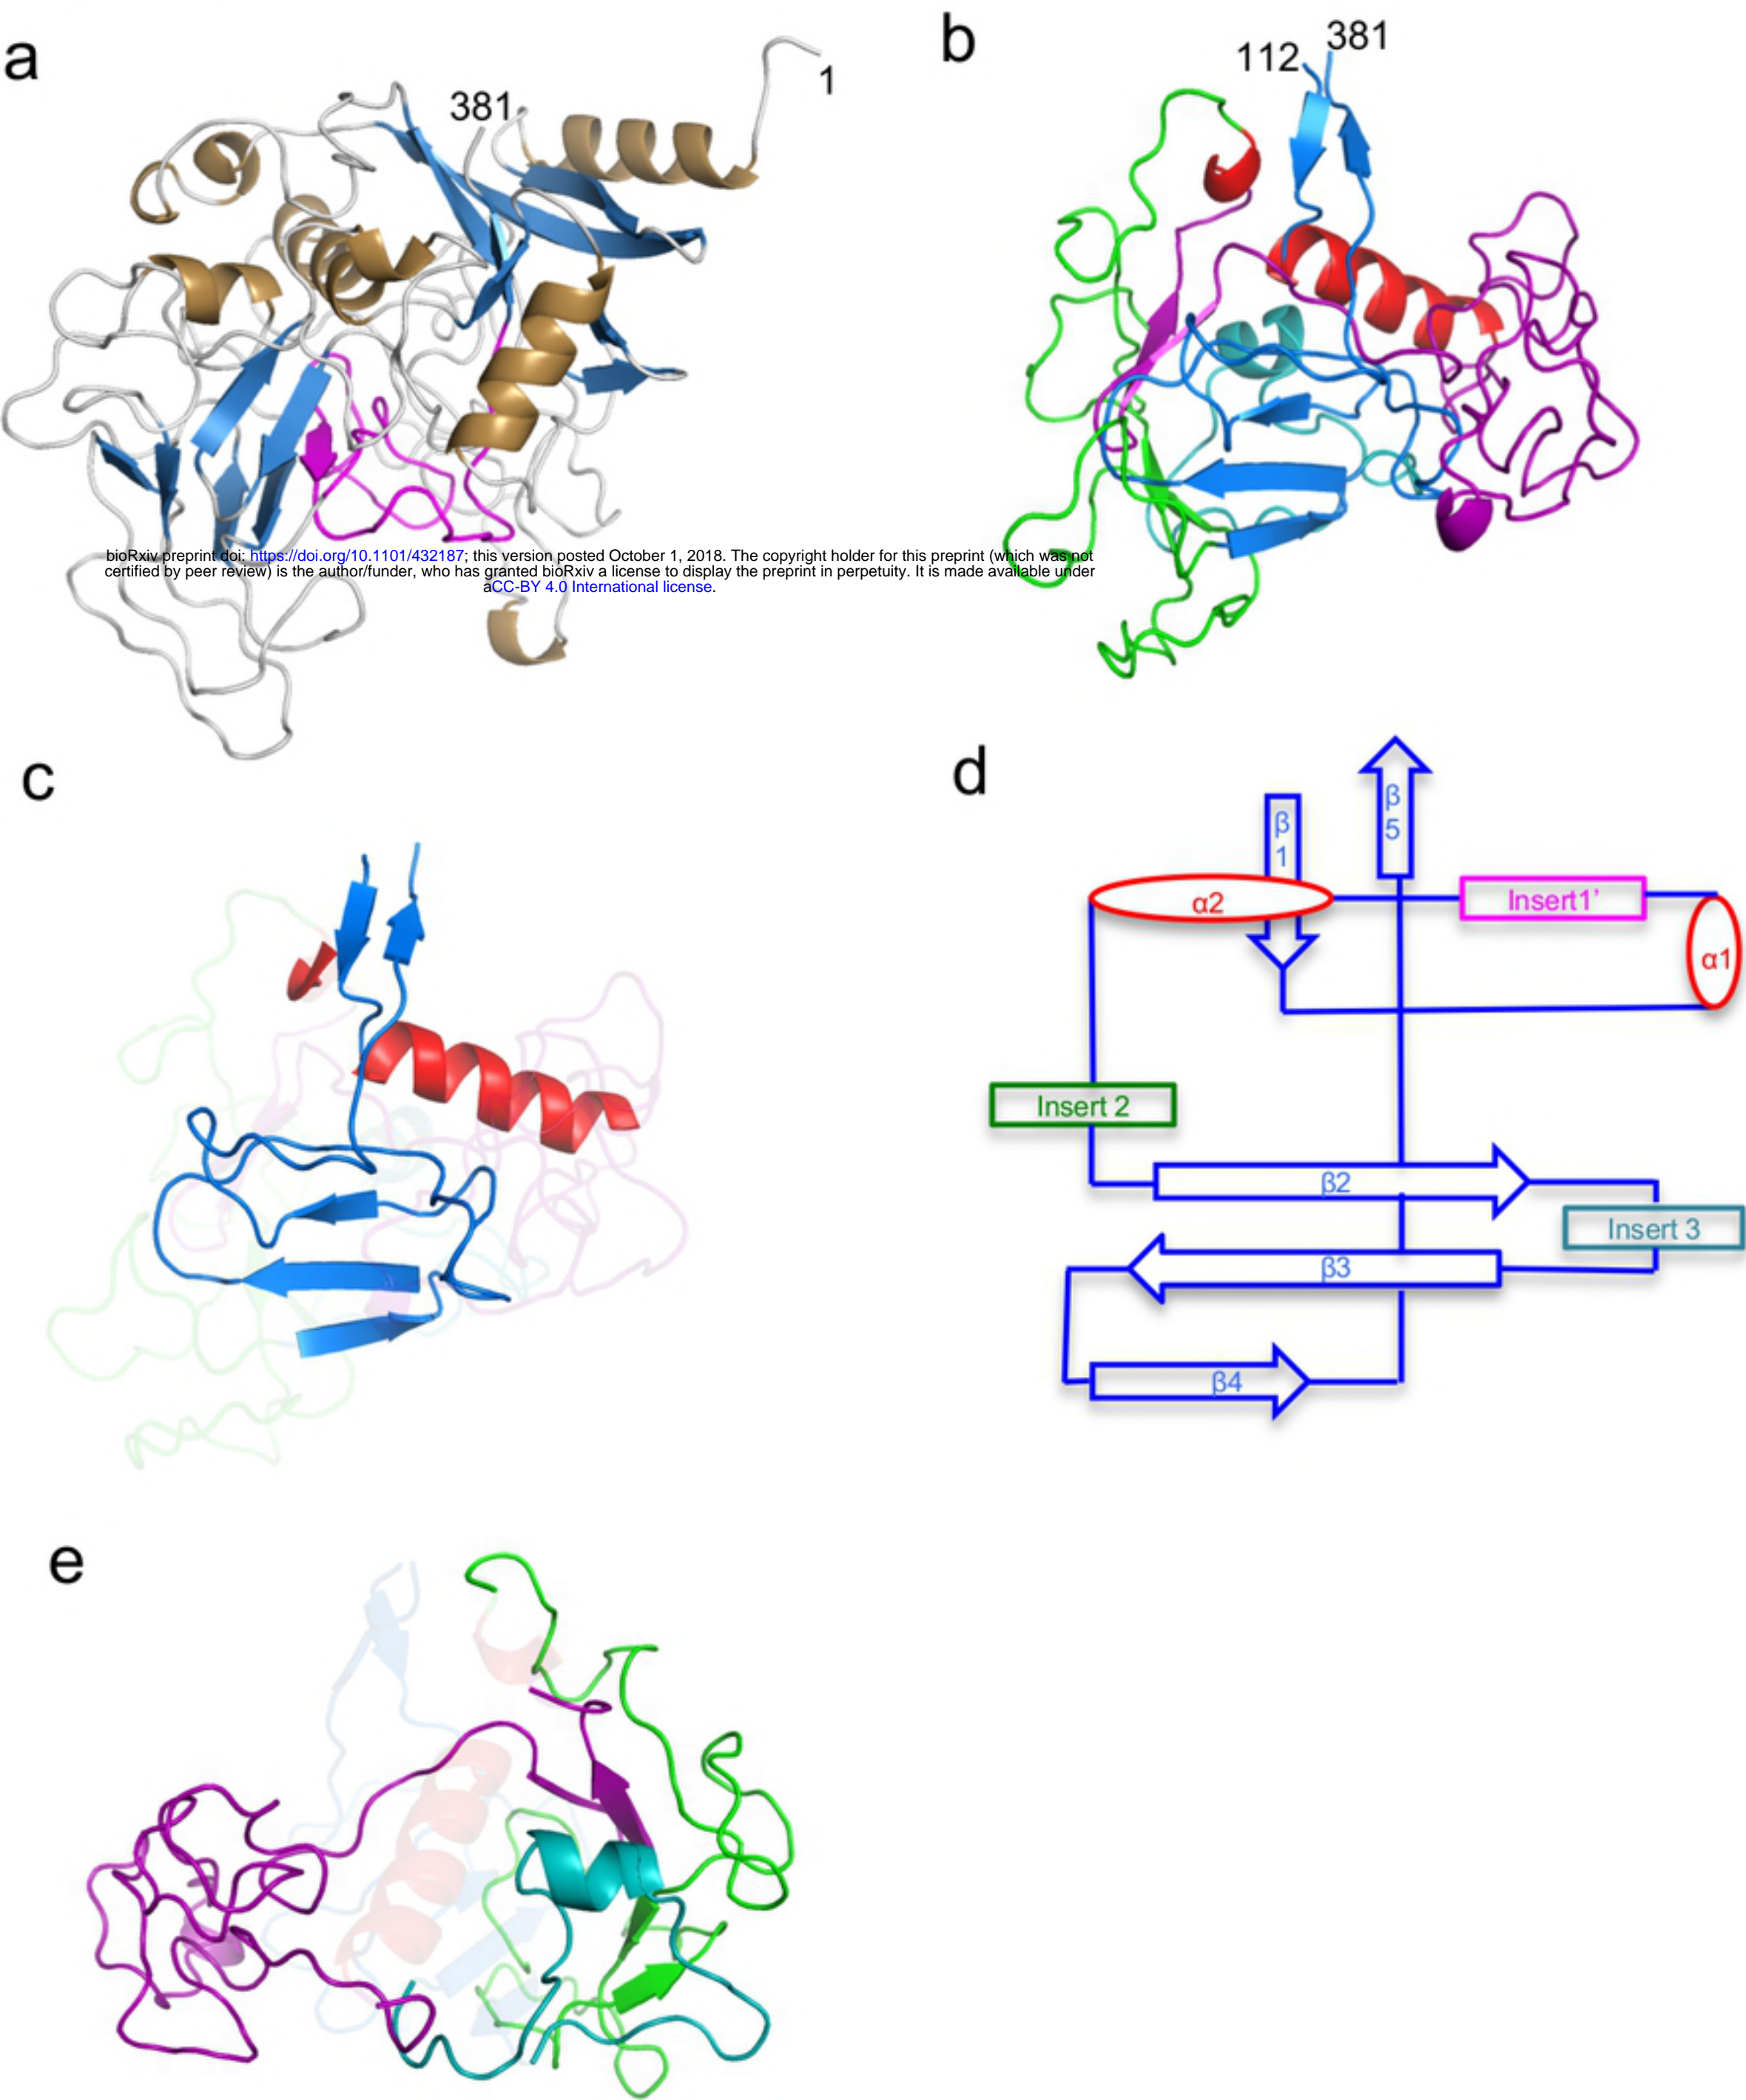 a
381
1
b
112
381
bioRxiv preprint doi: https://doi.org/10.1101/432187; this version posted October 1, 2018. The copyright holder for this preprint (which was not
certified by peer review) is the author/funder, who has granted bioRxiv a license to display the preprint in perpetuity. It is made available under
aCC-BY 4.0 International license.
c
d
β
1
β
5
α2
Insert1’
α1
Insert 2
β2
Insert 3
β3
β4
e